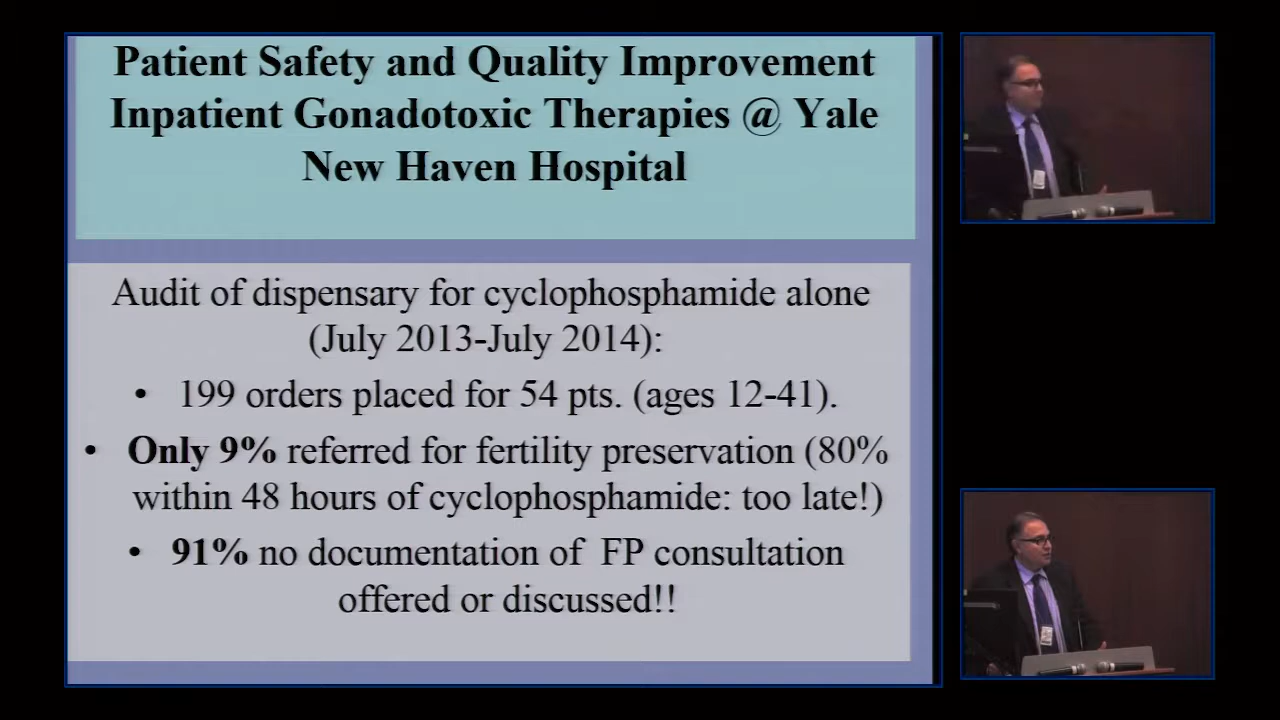 Patient Safety and Quality Improvement
Inpatient Gonadotoxic Therapies @ Yale
New Haven Hospital
Audit of dispensary for cyclophosphamide alone
(July 2013-July 2014):
• 199 orders placed for 54 pts. (ages 12-41).
• Only 9% referred for fertility preservation (80%
within 48 hours of cyclophosphamide: too late!)
• 91% no documentation of FP consultation
offered or discussed!!